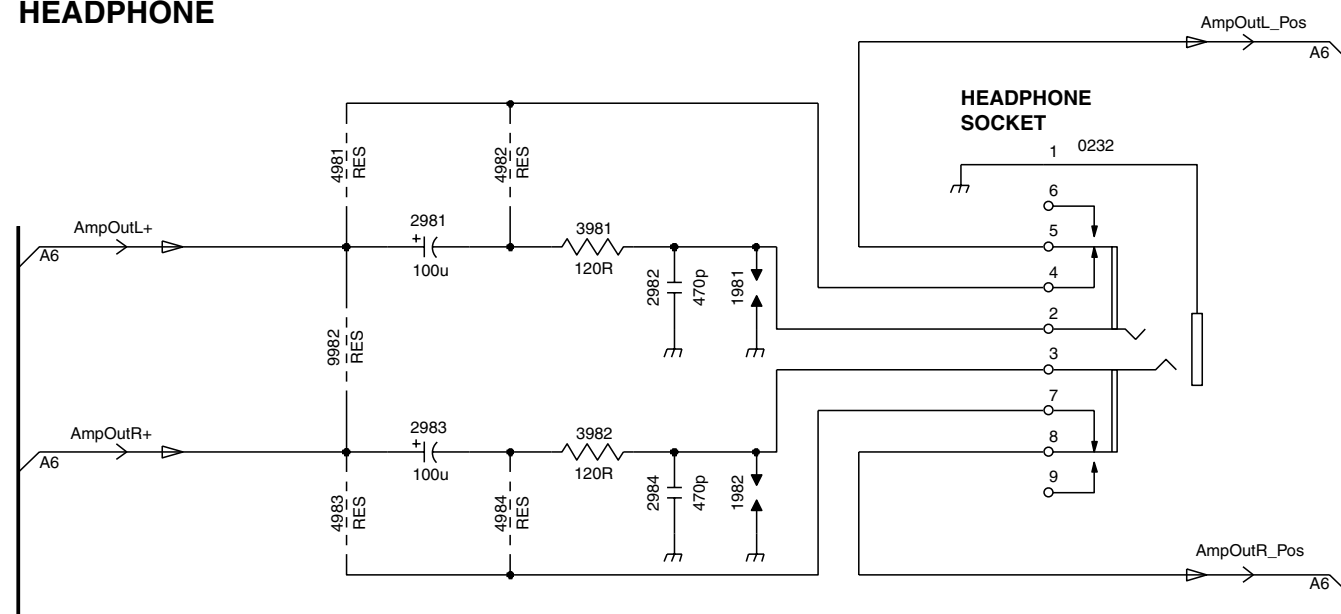 HEADPHONE
AmpOutL_Pos
A6
HEADPHONE
SOCKET
1 0232
4981
RES
4982
RES
6
AmpOutL+
A6
2981
+
100u
3981
120R
5
2982
470p
1981
4
2
9982
RES
3
7
AmpOutR+
A6
2983
+
100u
3982
120R
8
4983
RES
4984
RES
2984
470p
1982
9
AmpOutR_Pos
A6